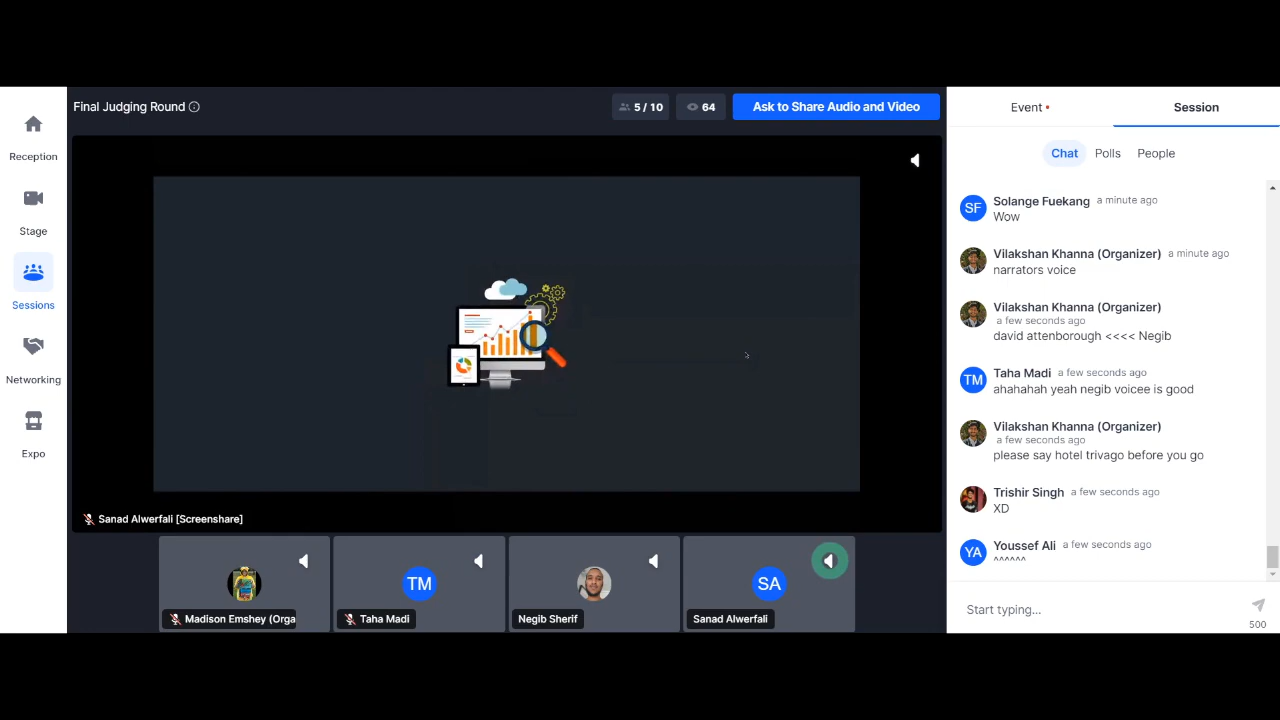 Final Judging Round
5 / 10
64
Ask to Share Audio and Video
Event
Session
Reception
Stage
Sessions
Networking
Expo
Chat
Polls
People
Sanad Alwerfali [Screenshare]
Madison Emshey (Orga
TM
Taha Madi
Negib Sherif
SA
Sanad Alwerfali
SF
Solange Fuekang a minute ago
Wow
Vilakshan Khanna (Organizer) a minute ago
narrators voice
Vilakshan Khanna (Organizer)
a few seconds ago
david attenborough <<<< Negib
TM
Taha Madi a few seconds ago
ahahahah yeah negib voicee is good
Vilakshan Khanna (Organizer)
a few seconds ago
please say hotel trivago before you go
Trishir Singh a few seconds ago
XD
YA
Youssef Ali a few seconds ago
^^^^^^
Start typing...
500